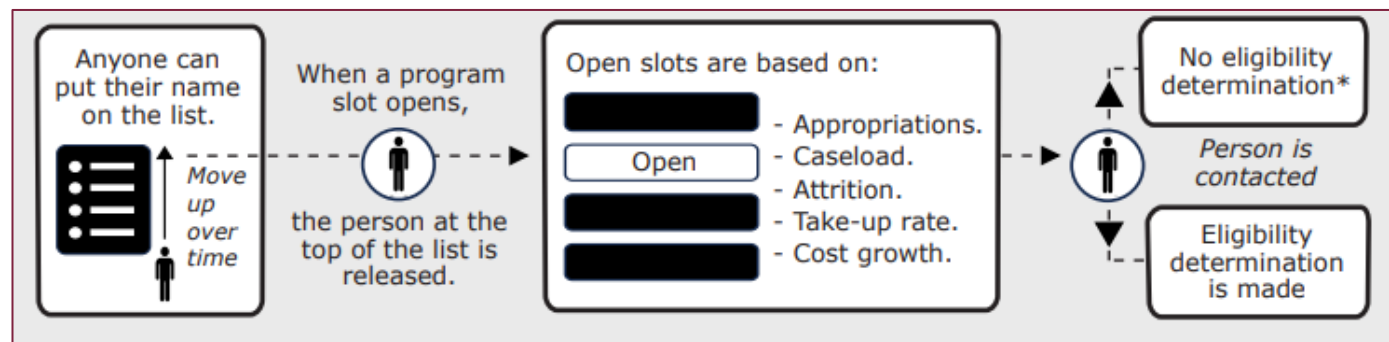 Anyone can
put their name
on the list.
Move
up
over
time
When a program
slot opens,
the person at the
top of the list is
released.
Open slots are based on:
Open
- Appropriations.
- Caseload.
- Attrition.
- Take-up rate.
- Cost growth.
No eligibility
determination*
Person is
contacted
Eligibility
determination
is made